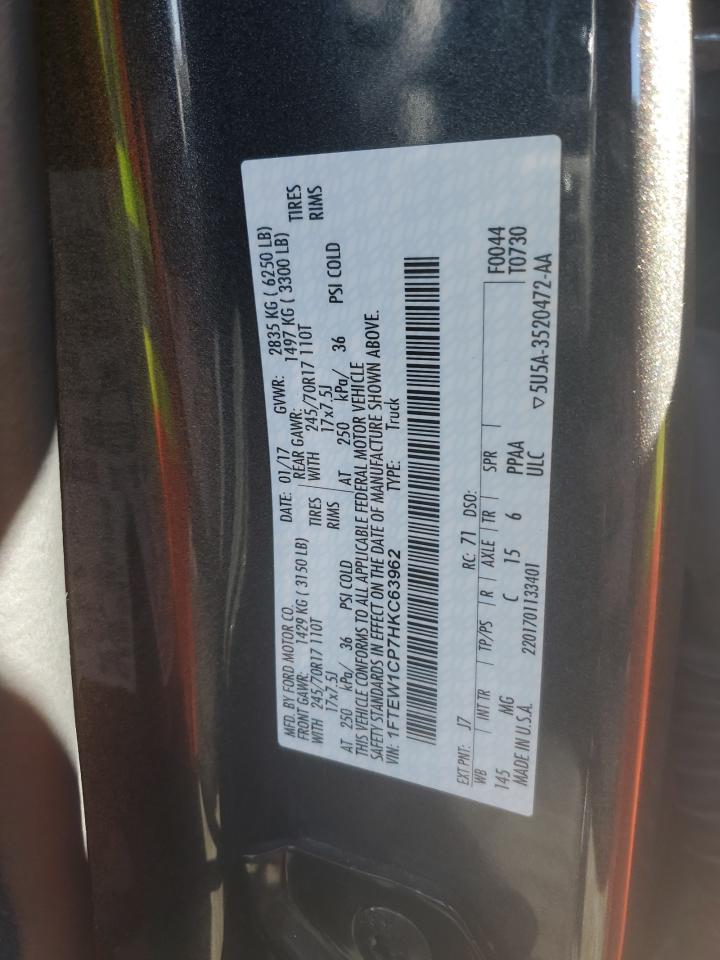 MFD. BY FORD MOTOR CO.
DATE: 01/17 GVWR: 2835 KG ( 6250 LB)
FRONT GAWR: 1429 KG ( 3150 LB) REAR GAWR: 1497 KG ( 3300 LB)
WITH 245/70R17 110T TIRES WITH 245/70R17 110T TIRES
17x7.5J RIMS 17x7.5J RIMS
AT 250 kPa/ 36 PSI COLD AT 250 kPa/ 36 PSI COLD
THIS VEHICLE CONFORMS TO ALL APPLICABLE FEDERAL MOTOR VEHICLE
SAFETY STANDARDS IN EFFECT ON THE DATE OF MANUFACTURE SHOWN ABOVE.
VIN: 1FTEW1CP7HKC63962 TYPE: Truck
EXT PNT: J7 RC: 71 DSO:
WB INT TR TP/PS R AXLE TR SPR F0044
145 MG C 15 6 PPAA T0730
MADE IN U.S.A. 2201701133401 ULC
▽ 5U5A-3520472-AA